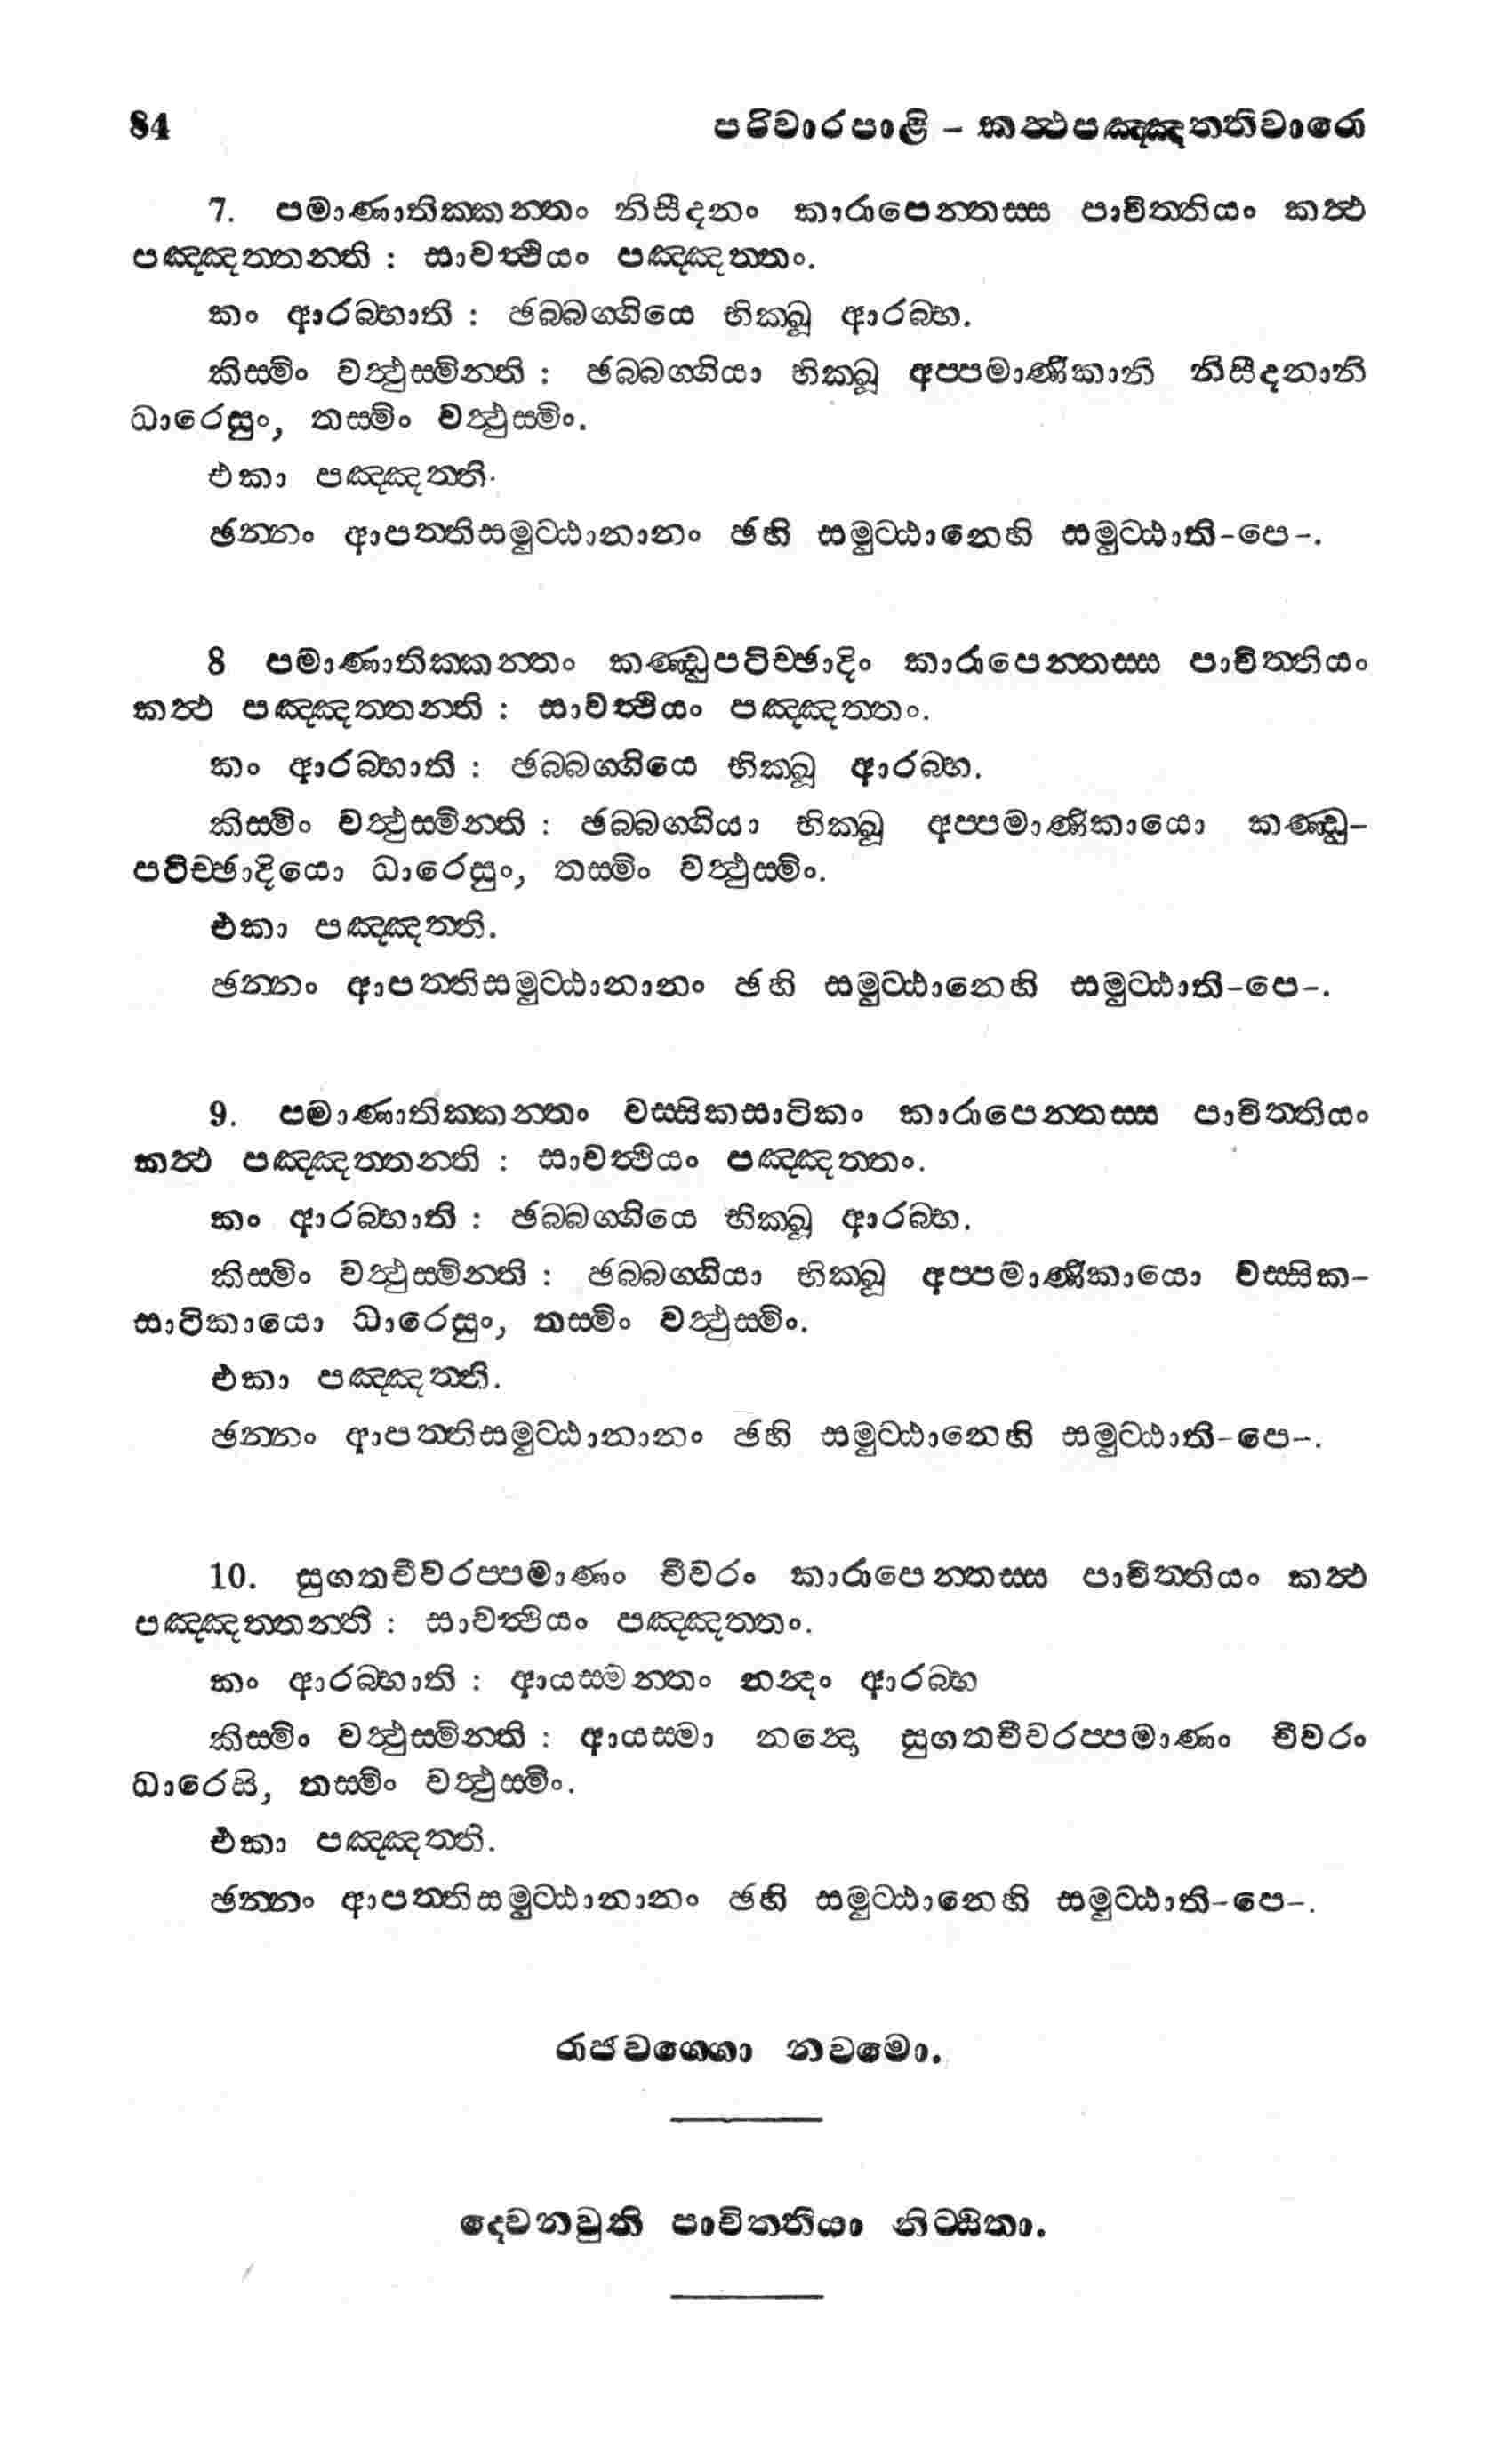 84 පරිවාරපාළි – කත්‍ථපඤ්ඤත්තිවාරො
7. පමාණාතික්කන්තං නිසීදනං කාරාපෙන්තස්ස පාචිත්තියං කත්‍ථ
පඤ්ඤත්තන්ති : සාවත්‍ථියං පඤ්ඤත්තං.
කං ආරබ්භාති : ඡබ්බග්ගියෙ භික්ඛූ ආරබ්භ.
කිස්මිං වත්‍ථුස්මින්ති : ඡබ්බග්ගියා භික්ඛූ අප්පමාණිකානි නිසීදනානි
ධාරෙසුං, තස්මිං වත්‍ථුස්මිං.
එකා පඤ්ඤත්ති.
ඡන්නං ආපත්තිසමුට්ඨානානං ඡහි සමුට්ඨානෙහි සමුට්ඨාති-පෙ-.
8 පමාණාතික්කන්තං කණ්ඩුපටිච්ඡාදිං කාරාපෙන්තස්ස පාචිත්තියං
කත්‍ථ පඤ්ඤත්තන්ති : සාවත්‍ථියං පඤ්ඤත්තං.
කං ආරබ්භාති : ඡබ්බග්ගියෙ භික්ඛූ ආරබ්භ.
කිස්මිං වත්‍ථුස්මින්ති : ඡබ්බග්ගියා භික්ඛූ අප්පමාණිකායො කණ්ඩු-
පටිච්ඡාදියො ධාරෙසුං, තස්මිං වත්‍ථුස්මිං.
එකා පඤ්ඤත්ති.
ඡන්නං ආපත්තිසමුට්ඨානානං ඡහි සමුට්ඨානෙහි සමුට්ඨාති-පෙ-.
9. පමාණාතික්කන්තං වස්සිකසාටිකං කාරාපෙන්තස්ස පාචිත්තියං
කත්‍ථ පඤ්ඤත්තන්ති : සාවත්‍ථියං පඤ්ඤත්තං.
කං ආරබ්භාති : ඡබ්බග්ගියෙ භික්ඛූ ආරබ්භ.
කිස්මිං වත්‍ථුස්මින්ති : ඡබ්බග්ගියා භික්ඛූ අප්පමාණිකායො වස්සික-
සාටිකායො ධාරෙසුං, තස්මිං වත්‍ථුස්මිං.
එකා පඤ්ඤත්ති.
ඡන්නං ආපත්තිසමුට්ඨානානං ඡහි සමුට්ඨානෙහි සමුට්ඨාති-පෙ-.
10. සුගතචීවරප්පමාණං චීවරං කාරාපෙන්තස්ස පාචිත්තියං කත්‍ථ
පඤ්ඤත්තන්ති : සාවත්‍ථියං පඤ්ඤත්තං.
කං ආරබ්භාති : ආයස්මන්තං නන්‍දං ආරබ්භ
කිස්මිං වත්‍ථුස්මින්ති : ආයස්මා නන්‍දො සුගතචීවරප්පමාණං චීවරං
ධාරෙසි, තස්මිං වත්‍ථුස්මිං.
එකා පඤ්ඤත්ති.
ඡන්නං ආපත්තිසමුට්ඨානානං ඡහි සමුට්ඨානෙහි සමුට්ඨාති-පෙ-.
රාජවග්ගො නවමො.
ද්වෙනවුති පාචිත්තියා නිට්ඨිතා.